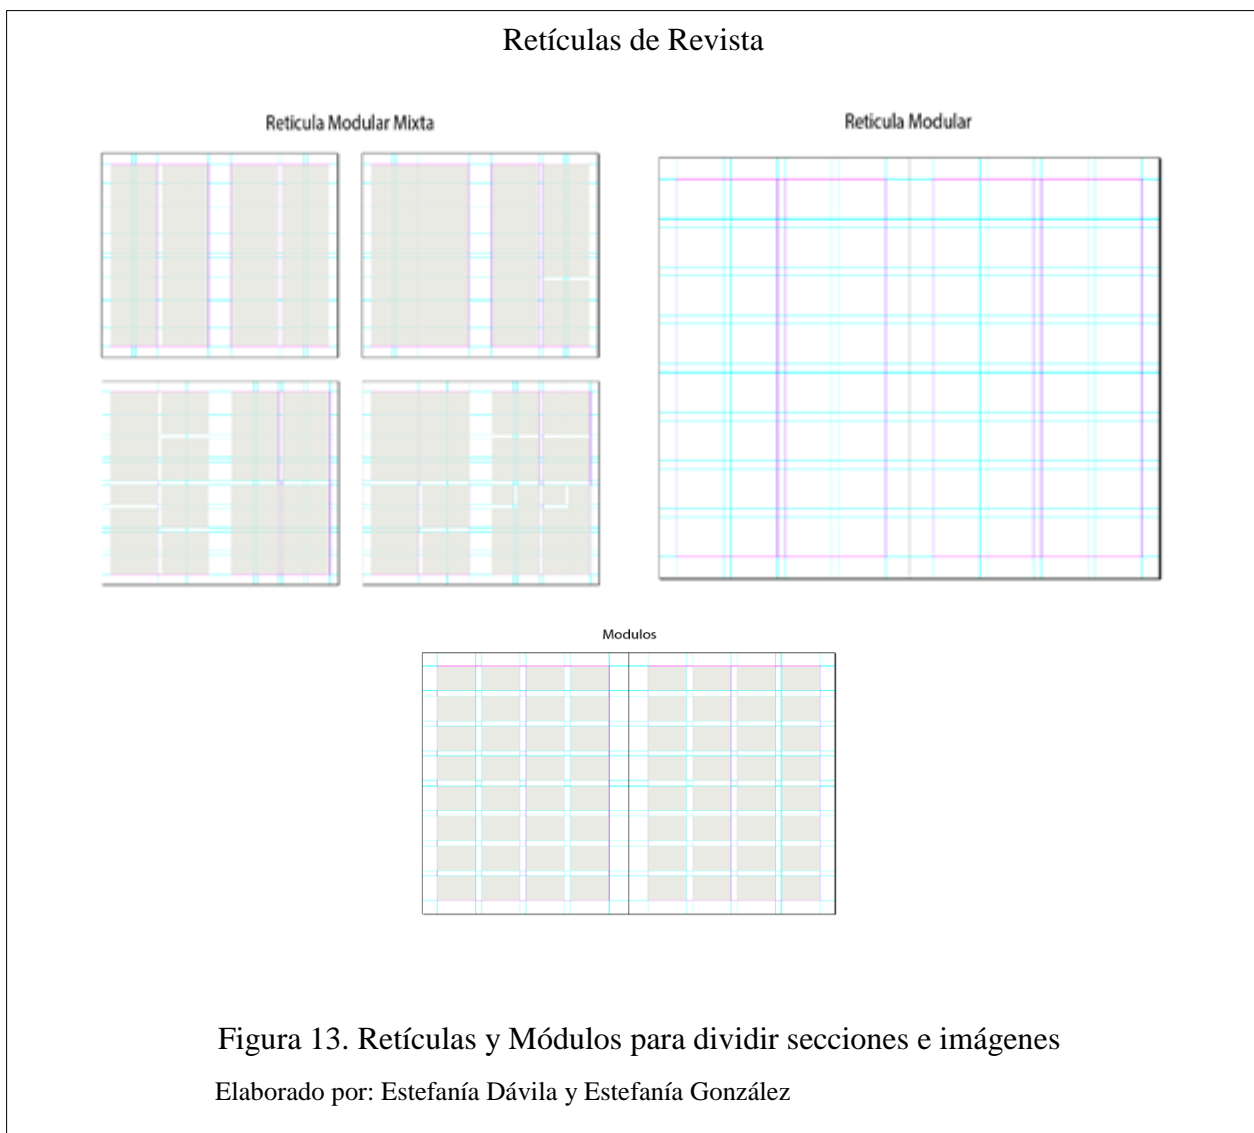 Retículas de Revista
Reticula Modular Mixta
Reticula Modular
Modulos
Figura 13. Retículas y Módulos para dividir secciones e imágenes
Elaborado por: Estefanía Dávila y Estefanía González